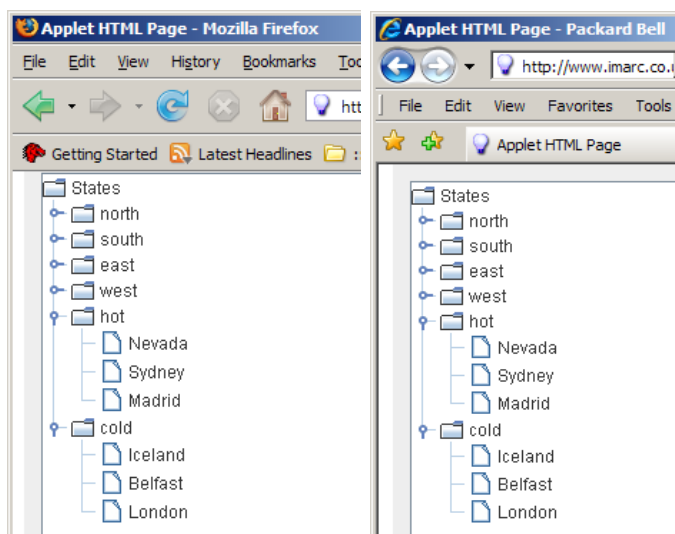 Applet HTML Page - Mozilla Firefox
File Edit View History Bookmarks
Getting Started Latest Headlines
States
north
south
east
west
hot
Nevada
Sydney
Madrid
cold
Iceland
Belfast
London
Applet HTML Page - Packard Bell
http://www.imarc.co.
File Edit View Favorites Tools
Applet HTML Page
States
north
south
east
west
hot
Nevada
Sydney
Madrid
cold
Iceland
Belfast
London